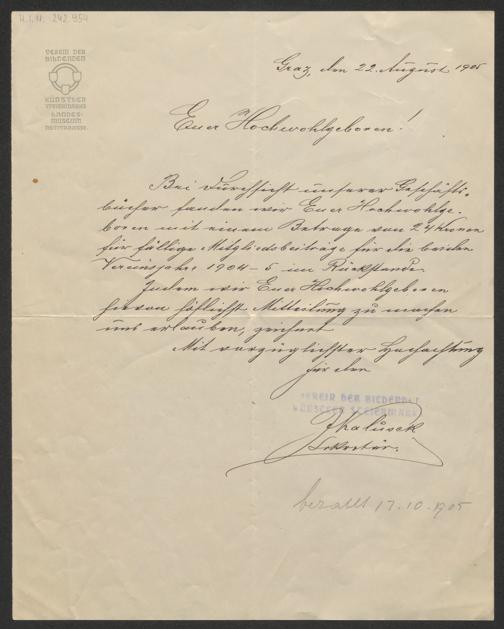 H.I.N. 242.954
VEREIN DER
BILDENDEN
KÜNSTLER
STEIERMARKS
LANDES-
MUSEUM
NEUTORGASSE
Graz, den 22. August 1905
Euer Hochwohlgeboren!
Bei Durchsicht unserer Geschäfts-
bücher fanden wir Euer Hochwohlge-
boren mit einem Betrage von 24 Kronen
für fällige Mitgliedsbeiträge für die beiden
Vereinsjahre 1904-5 im Rückstande.
Indem wir Euer Hochwohlgeboren
hievon höflichst Mitteilung zu machen
uns erlauben, zeichnet
Mit vorzüglichster Hochachtung
für den
VEREIN DER BILDENDEN
KÜNSTLER STEIERMARKS
Sekretär.
bezahlt 17.10.1905